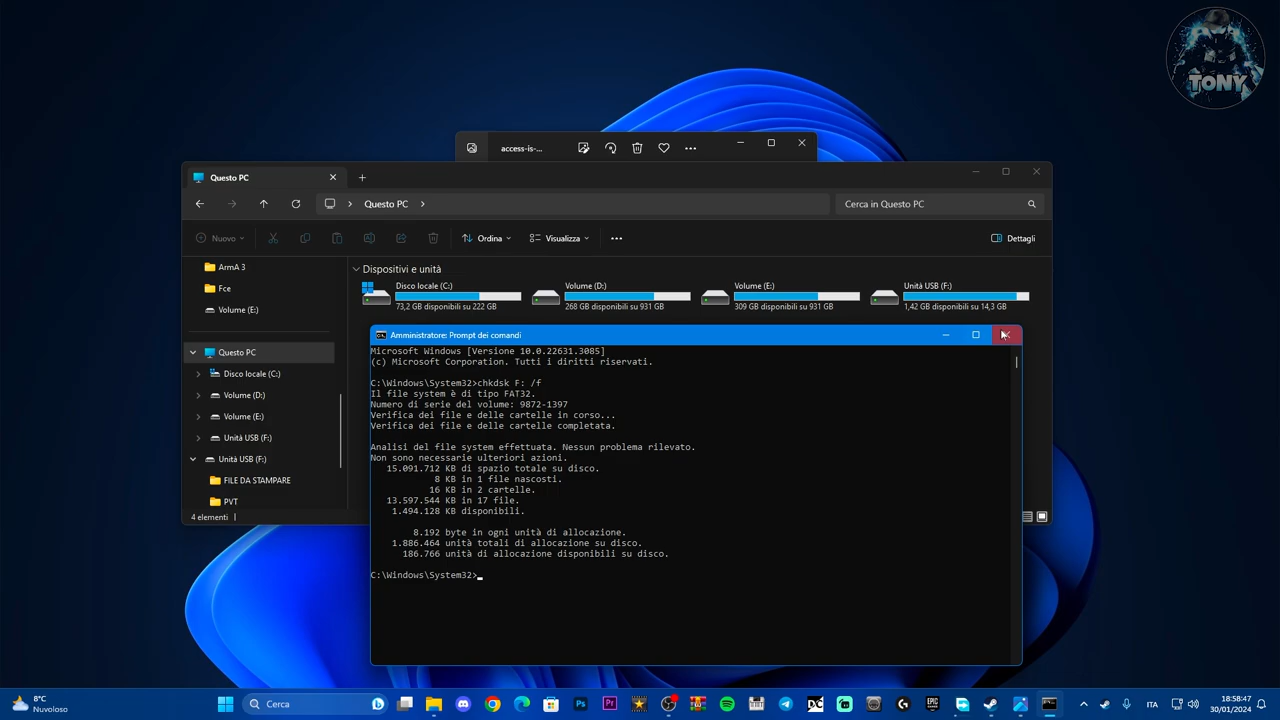 TONY
access-is-...
Questo PC
Questo PC
Cerca in Questo PC
Nuovo
Ordina
Visualizza
Dettagli
ArmA 3
Fce
Volume (E:)
Questo PC
Disco locale (C:)
Volume (D:)
Volume (E:)
Unità USB (F:)
Unità USB (F:)
FILE DA STAMPARE
PVT
4 elementi
Dispositivi e unità
Disco locale (C:)
73,2 GB disponibili su 222 GB
Volume (D:)
268 GB disponibili su 931 GB
Volume (E:)
309 GB disponibili su 931 GB
Unità USB (F:)
1,42 GB disponibili su 14,3 GB
Amministratore: Prompt dei comandi
Microsoft Windows [Versione 10.0.22631.3085]
(c) Microsoft Corporation. Tutti i diritti riservati.
C:\Windows\System32>chkdsk F: /f
Il file system è di tipo FAT32.
Numero di serie del volume: 9872-1397
Verifica dei file e delle cartelle in corso...
Verifica dei file e delle cartelle completata.
Analisi del file system effettuata. Nessun problema rilevato.
Non sono necessarie ulteriori azioni.
15.091.712 KB di spazio totale su disco.
8 KB in 1 file nascosti.
16 KB in 2 cartelle.
13.597.544 KB in 17 file.
1.494.128 KB disponibili.
8.192 byte in ogni unità di allocazione.
1.886.464 unità totali di allocazione su disco.
186.766 unità di allocazione disponibili su disco.
C:\Windows\System32>
8°C
Nuvoloso
Cerca
Ps
Pr
DC
EPIC
GAMES
ITA
18:58:47
30/01/2024